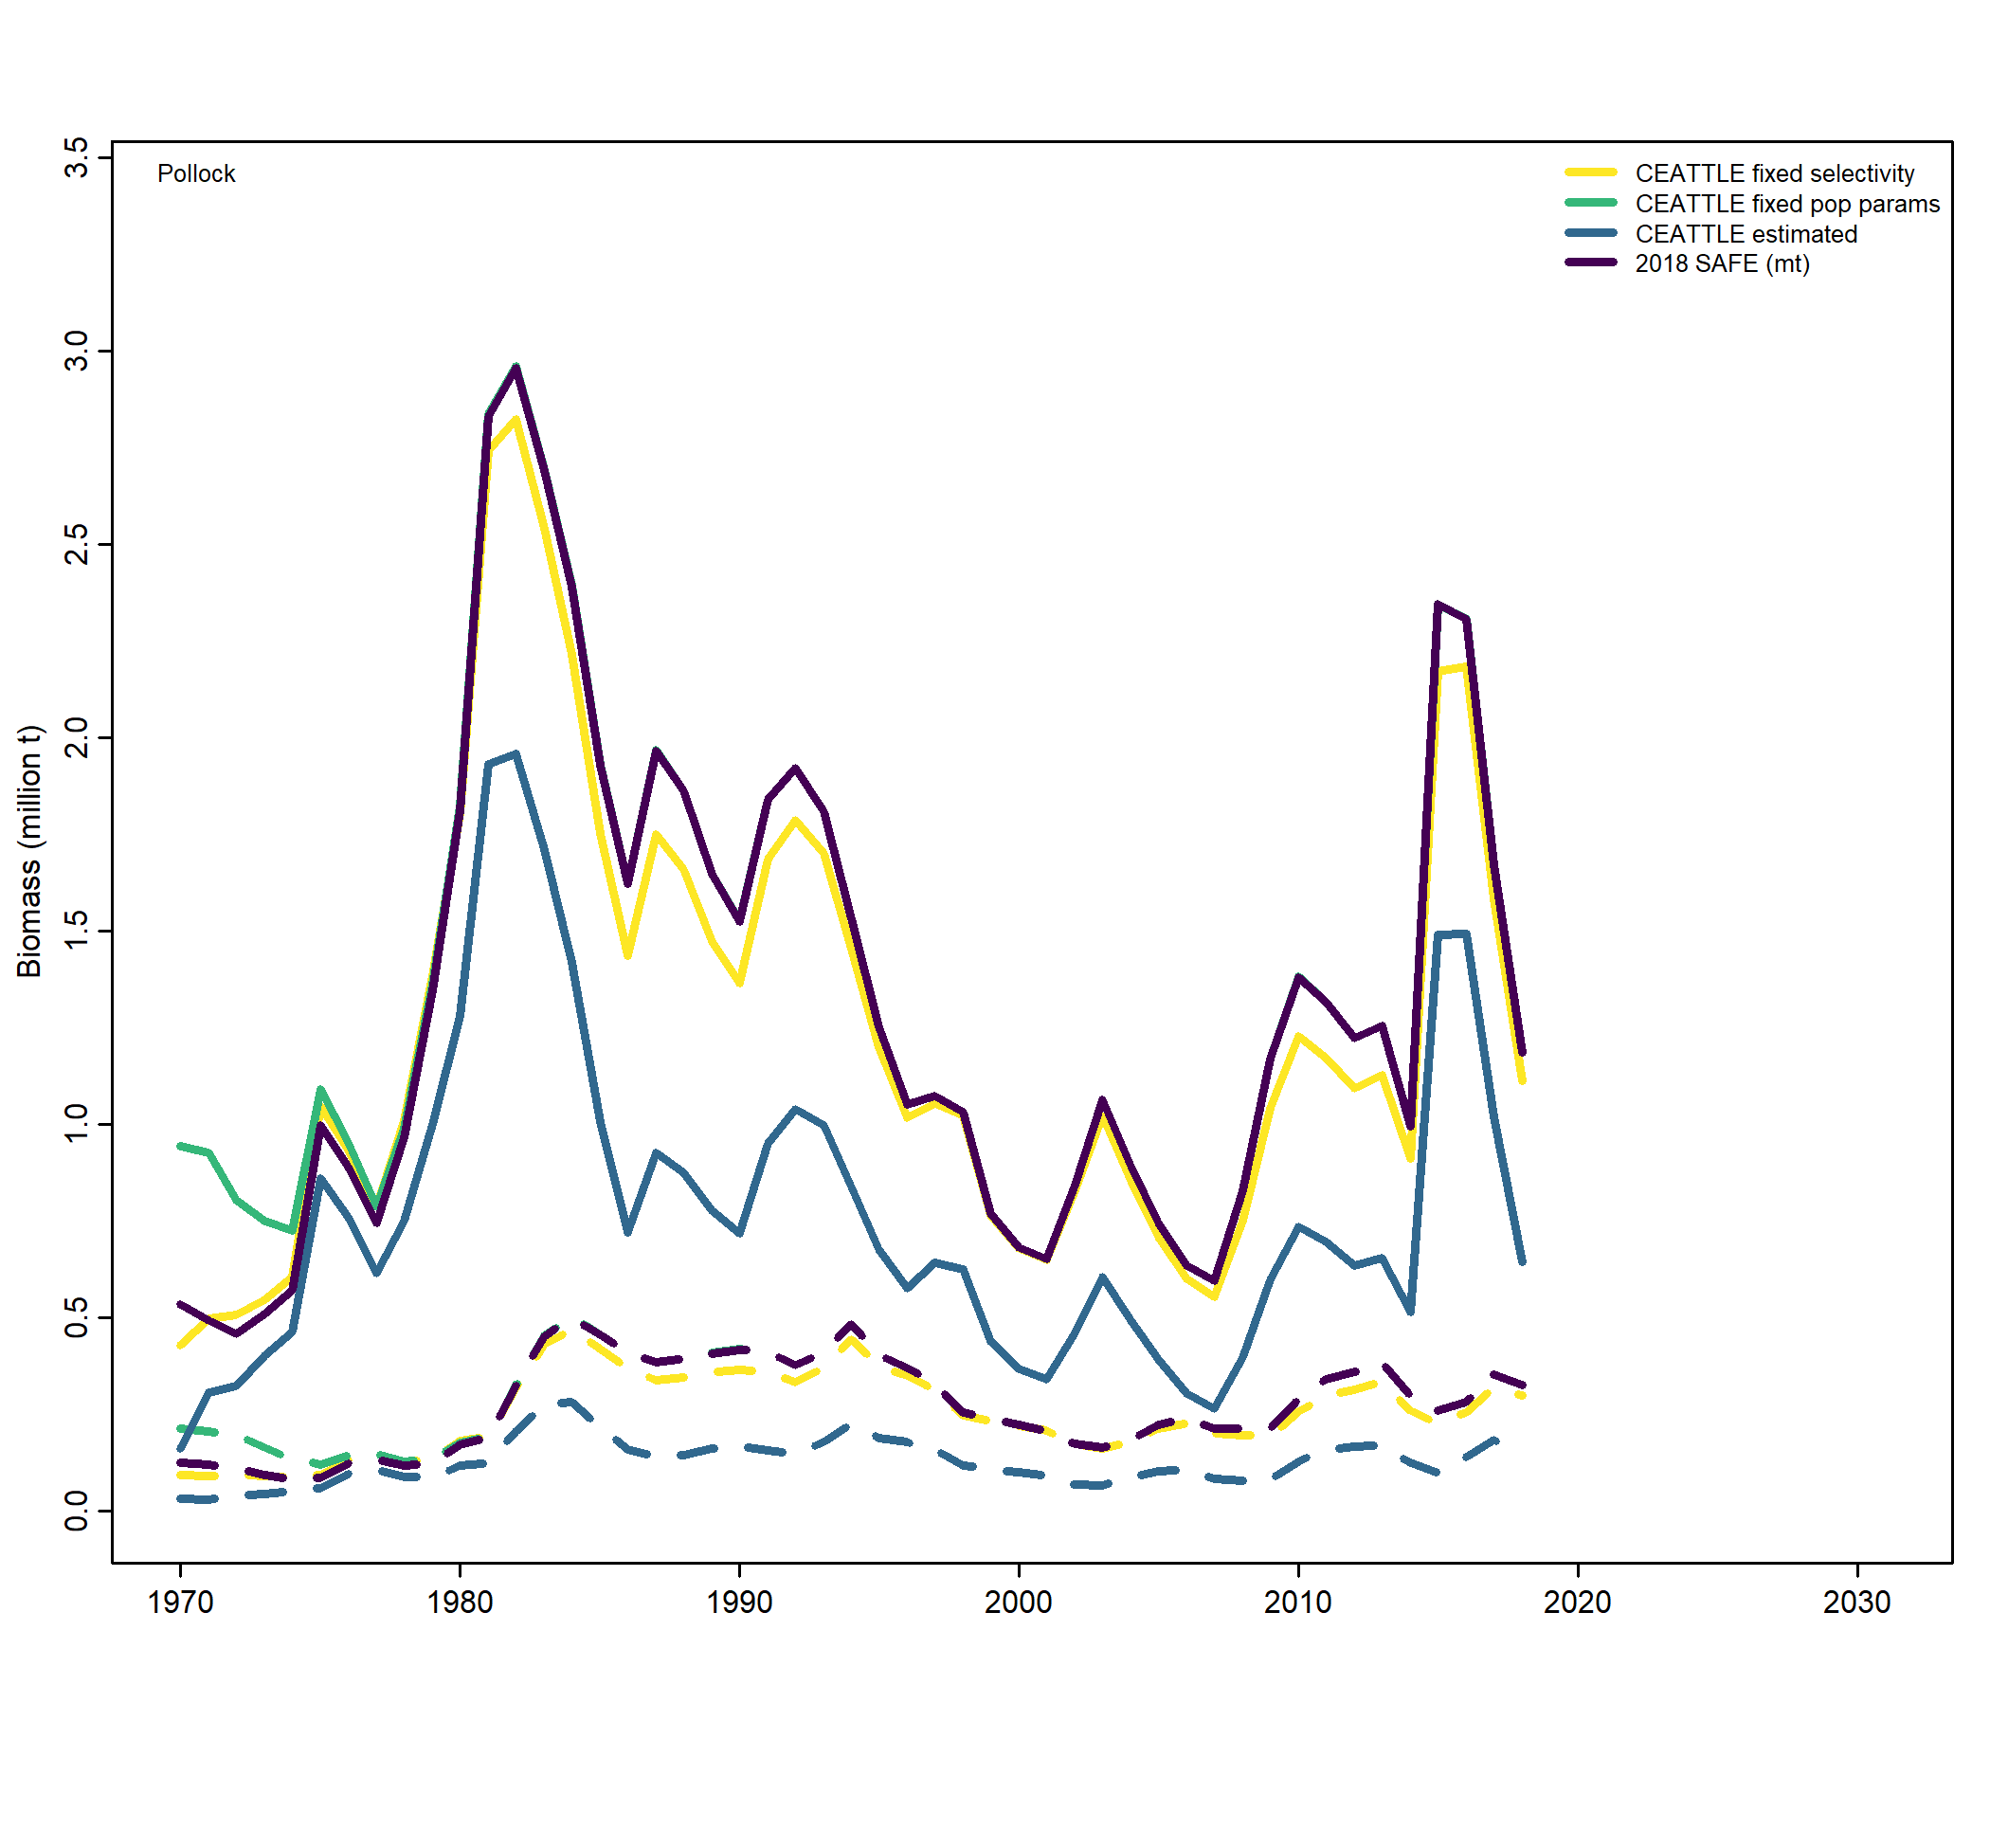 Pollock
CEATTLE fixed selectivity
CEATTLE fixed pop params
CEATTLE estimated
2018 SAFE (mt)
Biomass (million t)
3.5
3.0
2.5
2.0
1.5
1.0
0.5
0.0
1970 1980 1990 2000 2010 2020 2030